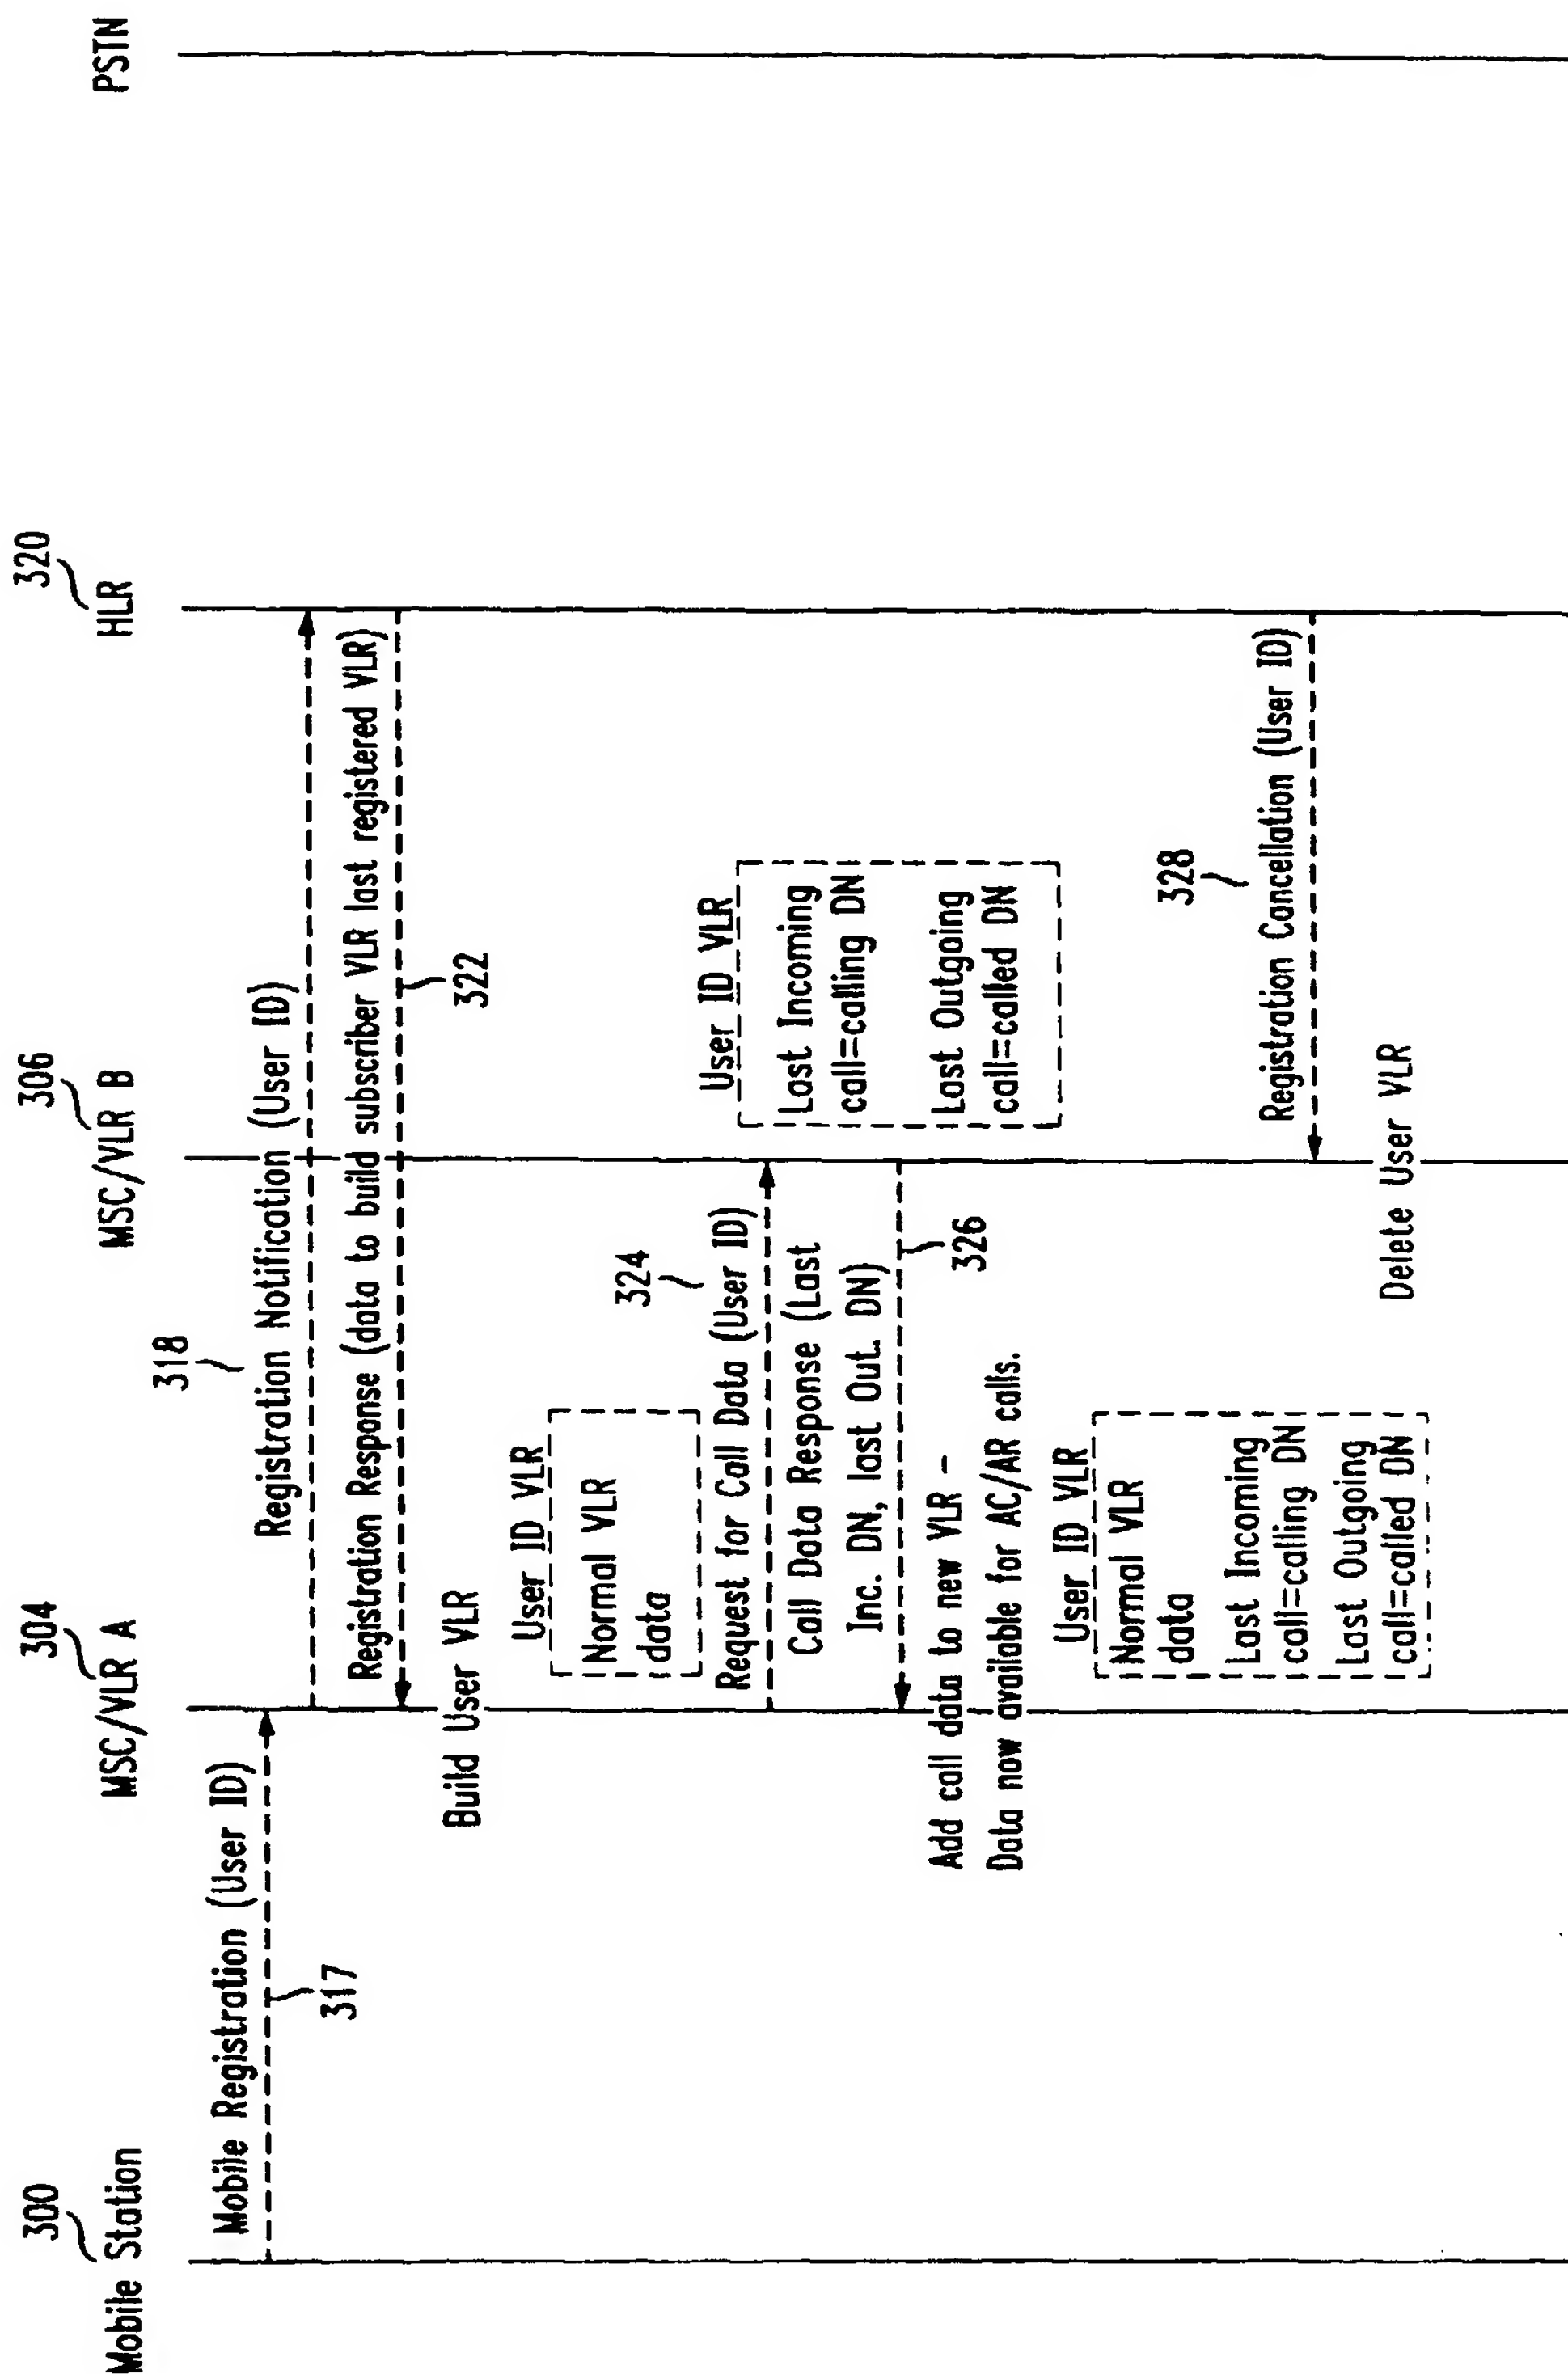 300
Mobile Station
304
MSC/VLR A
306
MSC/VLR B
320
HLR
PSTN
Mobile Registration (User ID)
317
318
Registration Notification (User ID)
Registration Response (data to build subscriber VLR last registered VLR)
322
Build User VLR
User ID VLR
Normal VLR
data
324
Request for Call Data (User ID)
User ID VLR
Last Incoming
call=calling DN
Last Outgoing
call=called DN
Call Data Response (Last
Inc. DN, last Out. DN)
326
Add call data to new VLR -
Data now available for AC/AR calls.
User ID VLR
Normal VLR
data
Last Incoming
call=calling DN
Last Outgoing
call=called DN
328
Registration Cancellation (User ID)
Delete User VLR